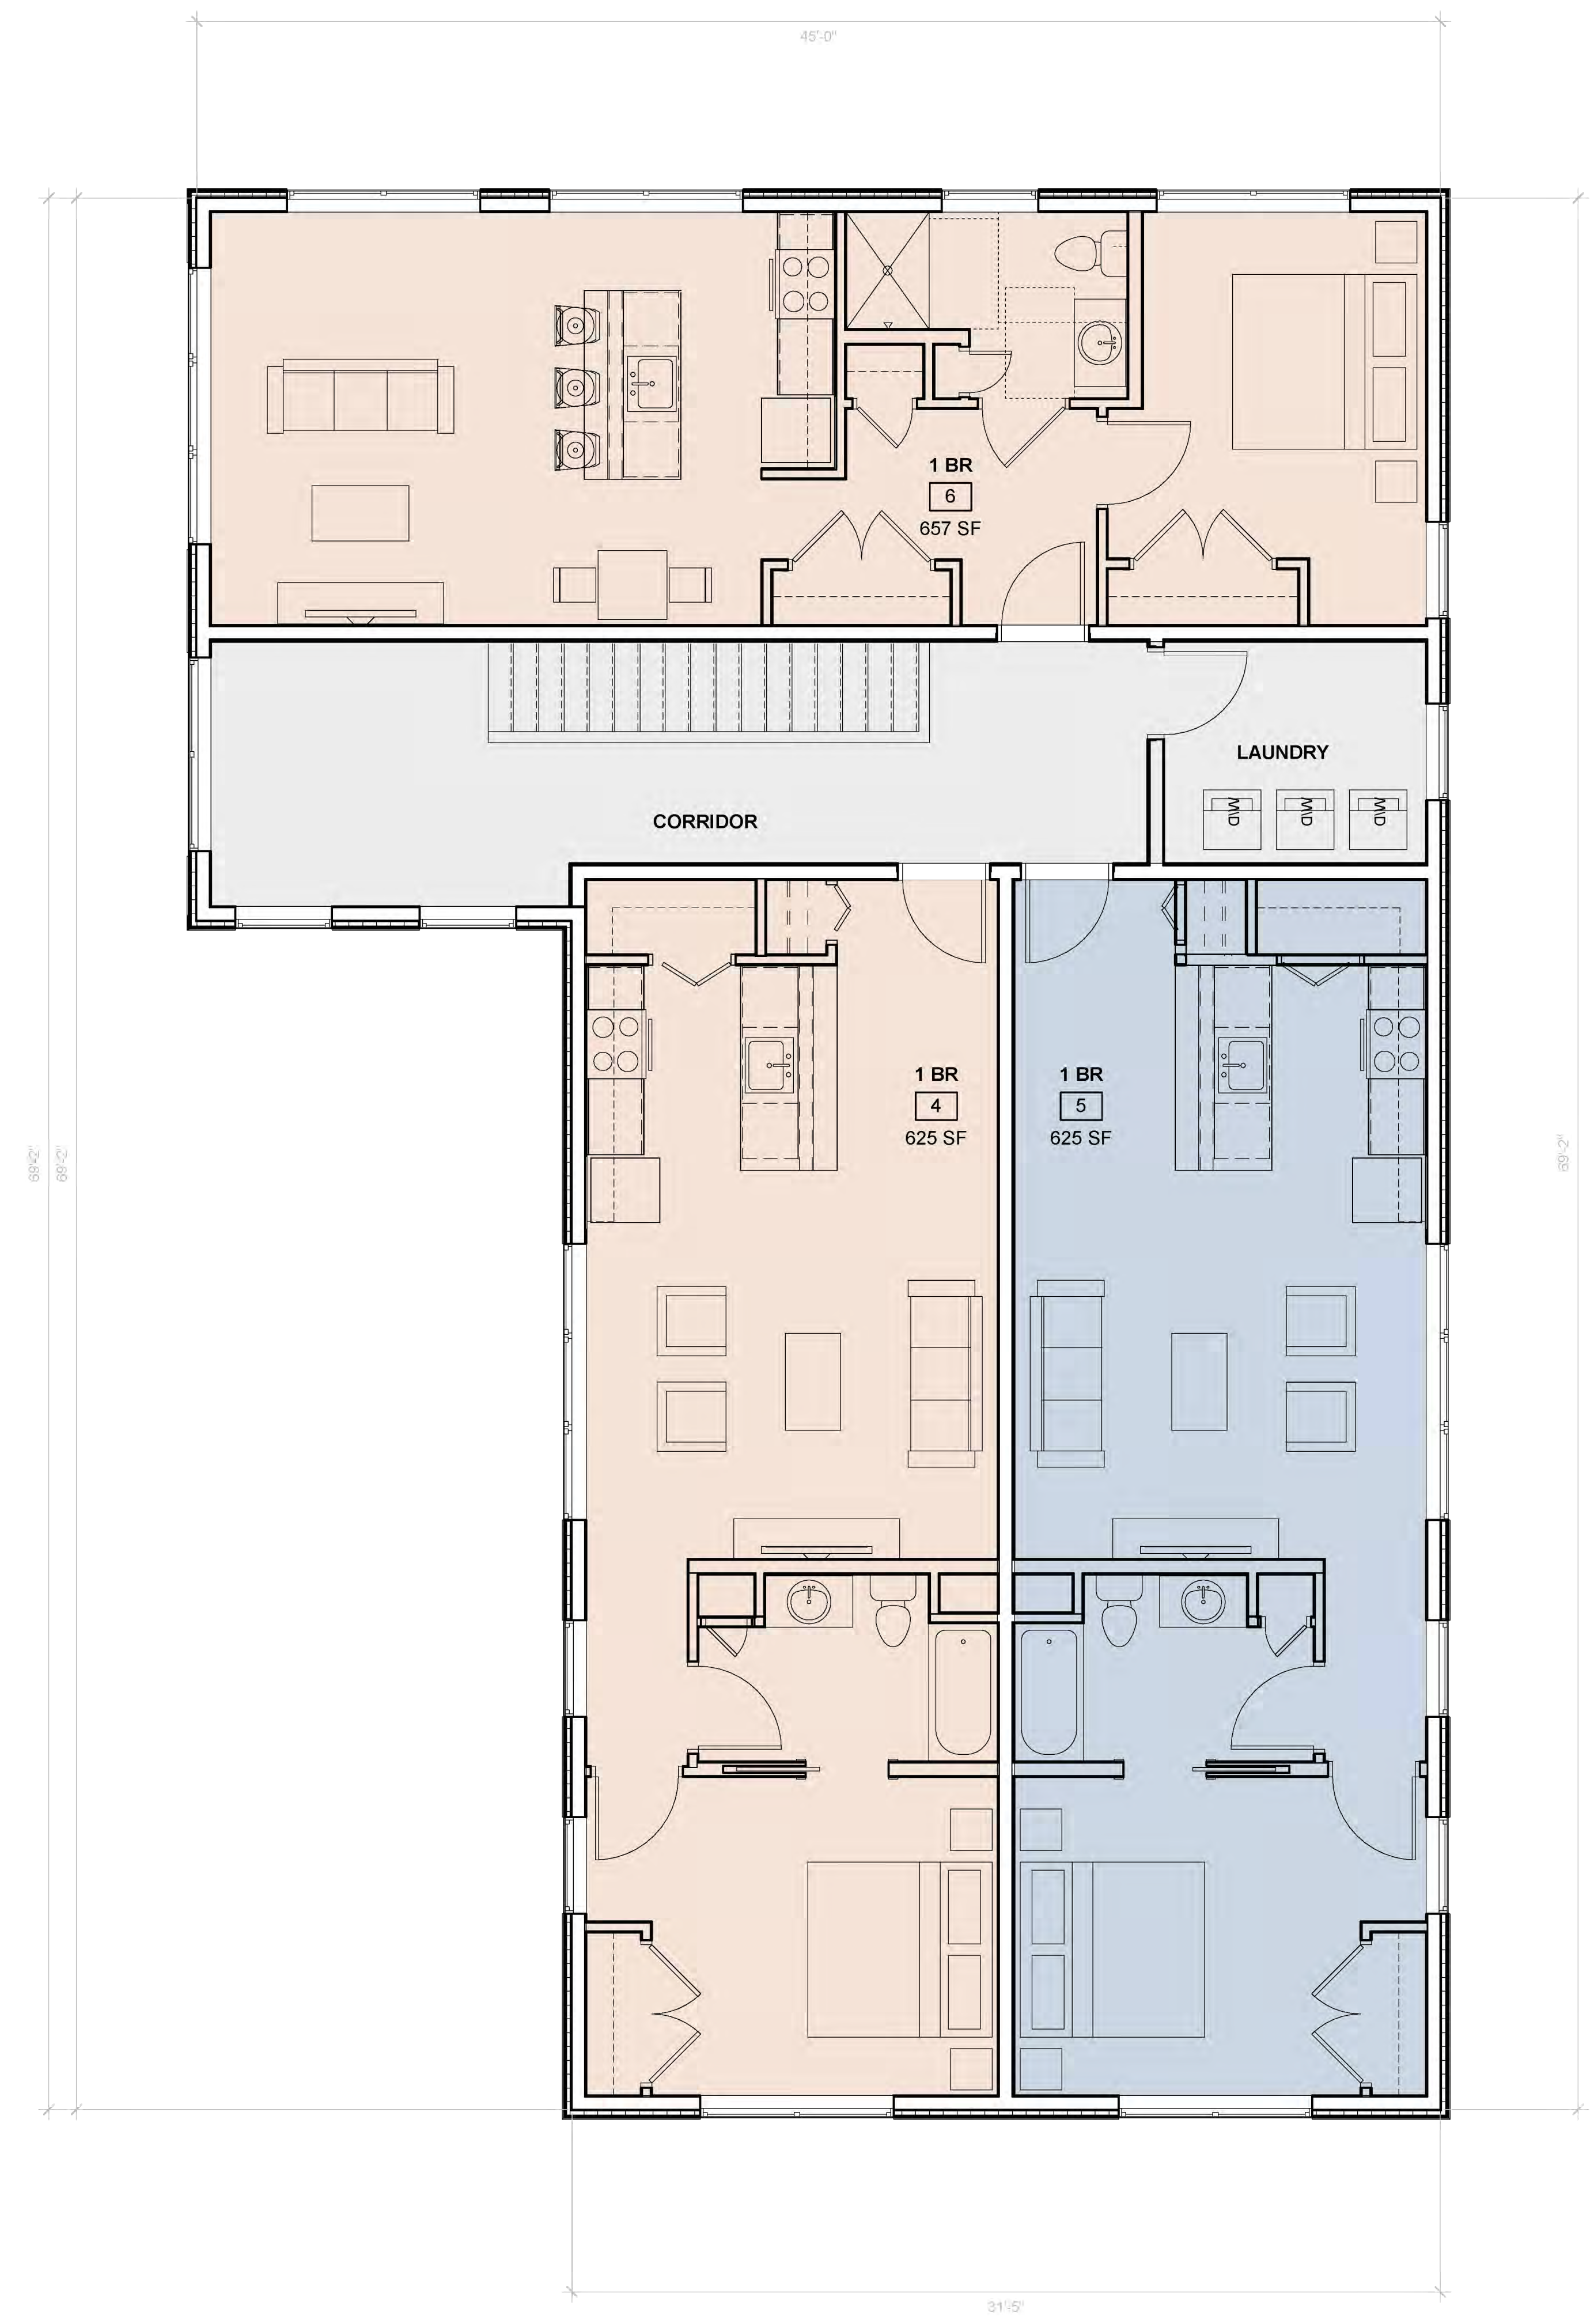 45'-0"
1 BR
6
657 SF
LAUNDRY
W\D
W\D
W\D
CORRIDOR
1 BR
4
625 SF
1 BR
5
625 SF
69'-2"
69'-2"
69'-2"
31'-5"